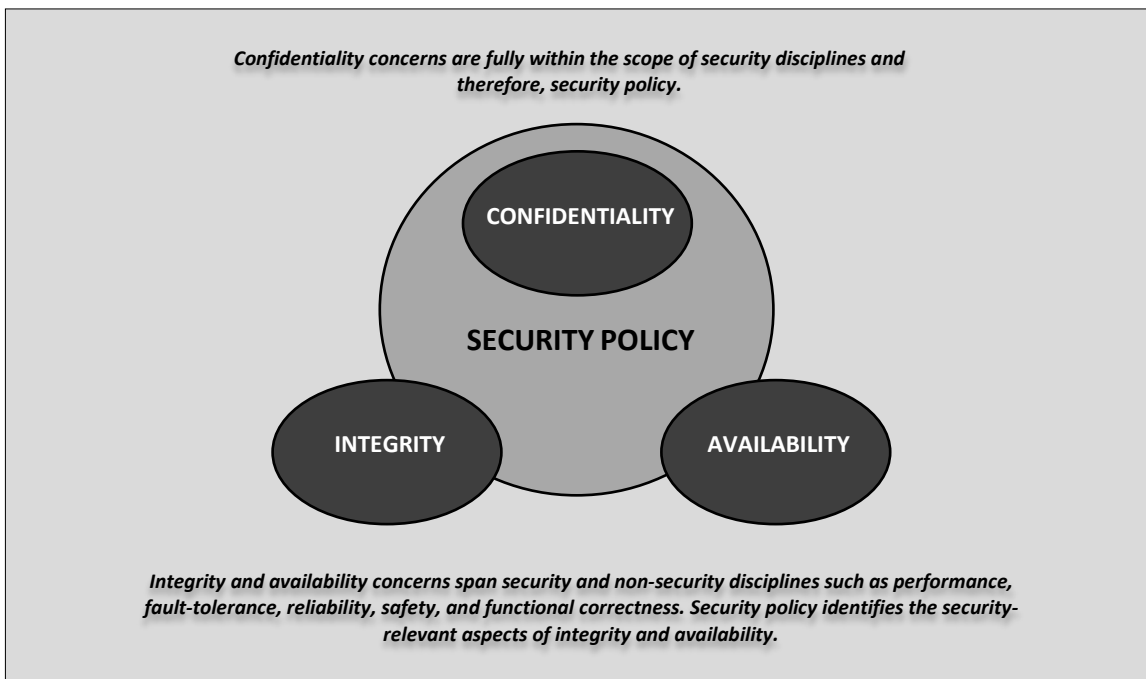 Confidentiality concerns are fully within the scope of security disciplines and
therefore, security policy.
CONFIDENTIALITY
SECURITY POLICY
INTEGRITY
AVAILABILITY
Integrity and availability concerns span security and non-security disciplines such as performance,
fault-tolerance, reliability, safety, and functional correctness. Security policy identifies the security-
relevant aspects of integrity and availability.